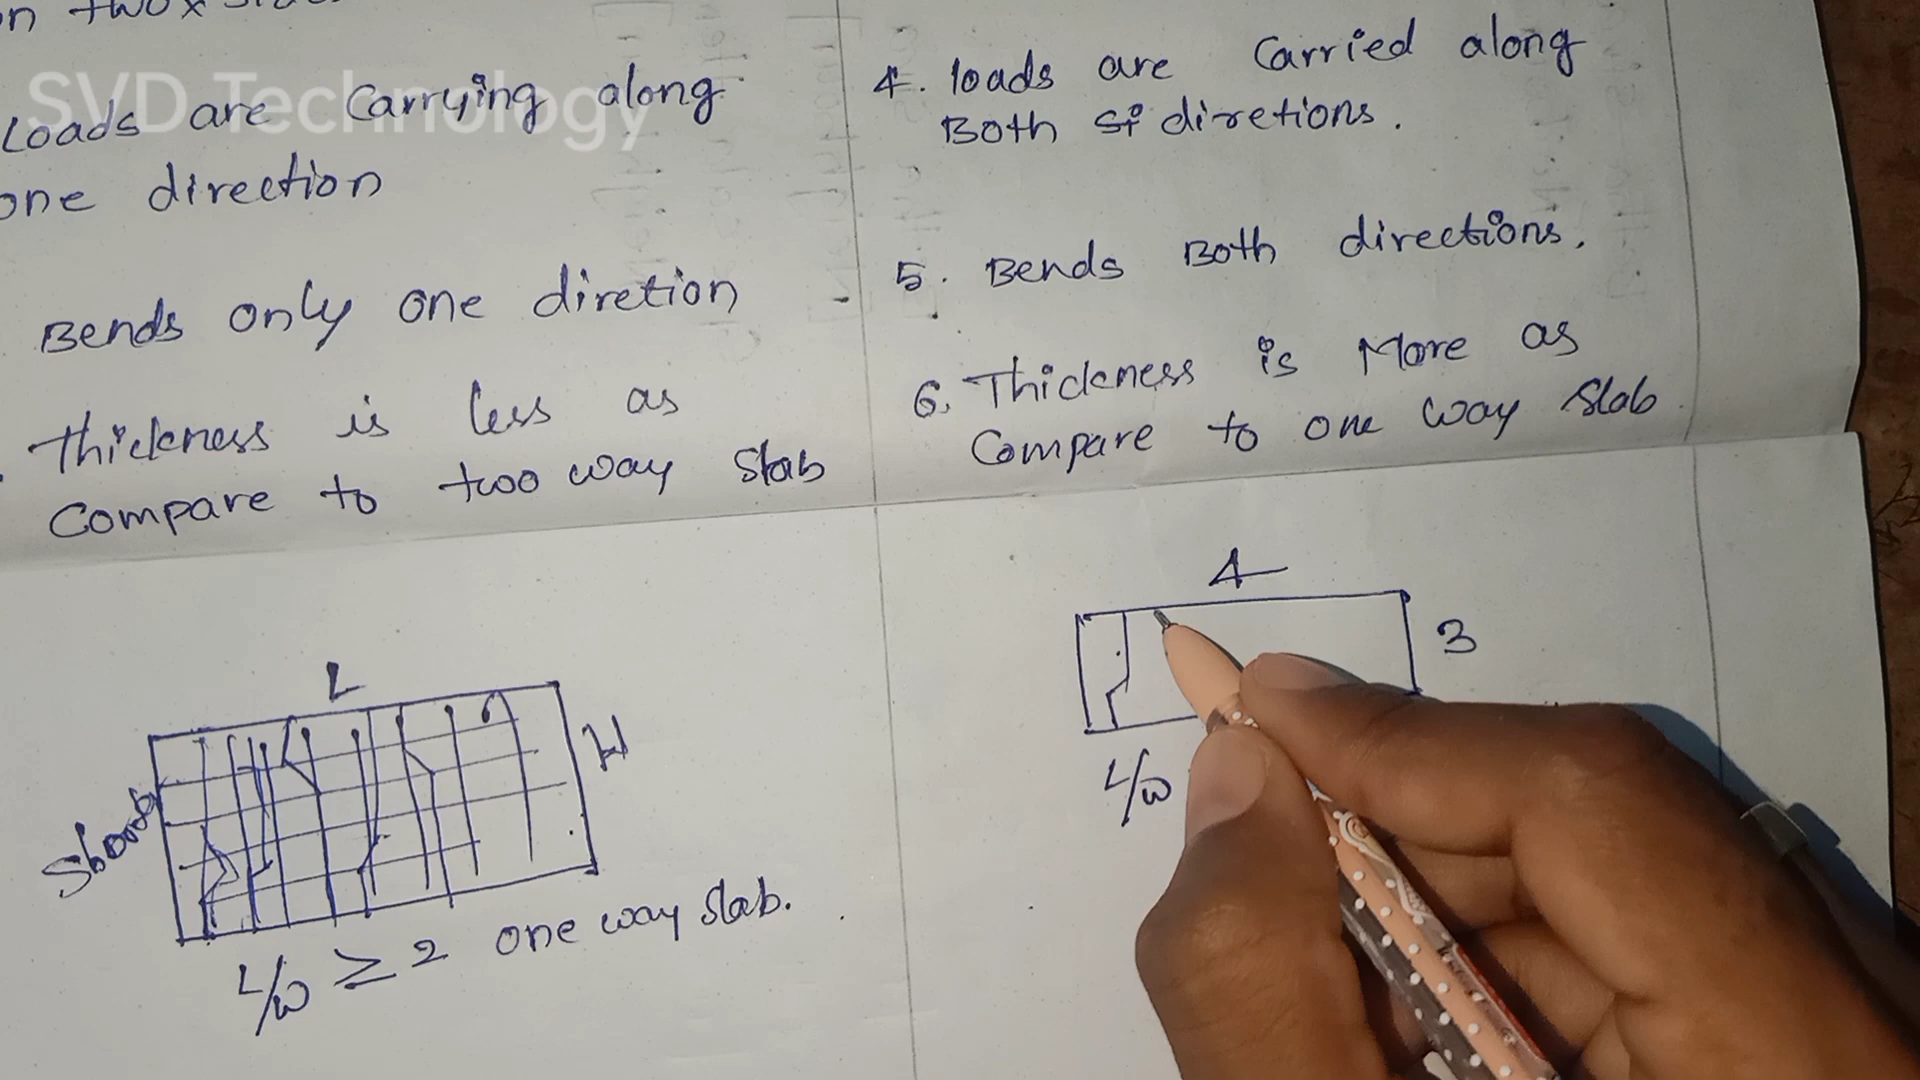 on two
SVD Technology
Loads are Carrying along
one direction
Bends only one diretion
Thickness is less as
Compare to two way Slab
4. loads are Carried along
Both si diretions.
5. Bends Both directions.
6. Thickness is More as
Compare to one way Slab
L
W
L/W ≥ 2 one way slab.
4
3
L/W